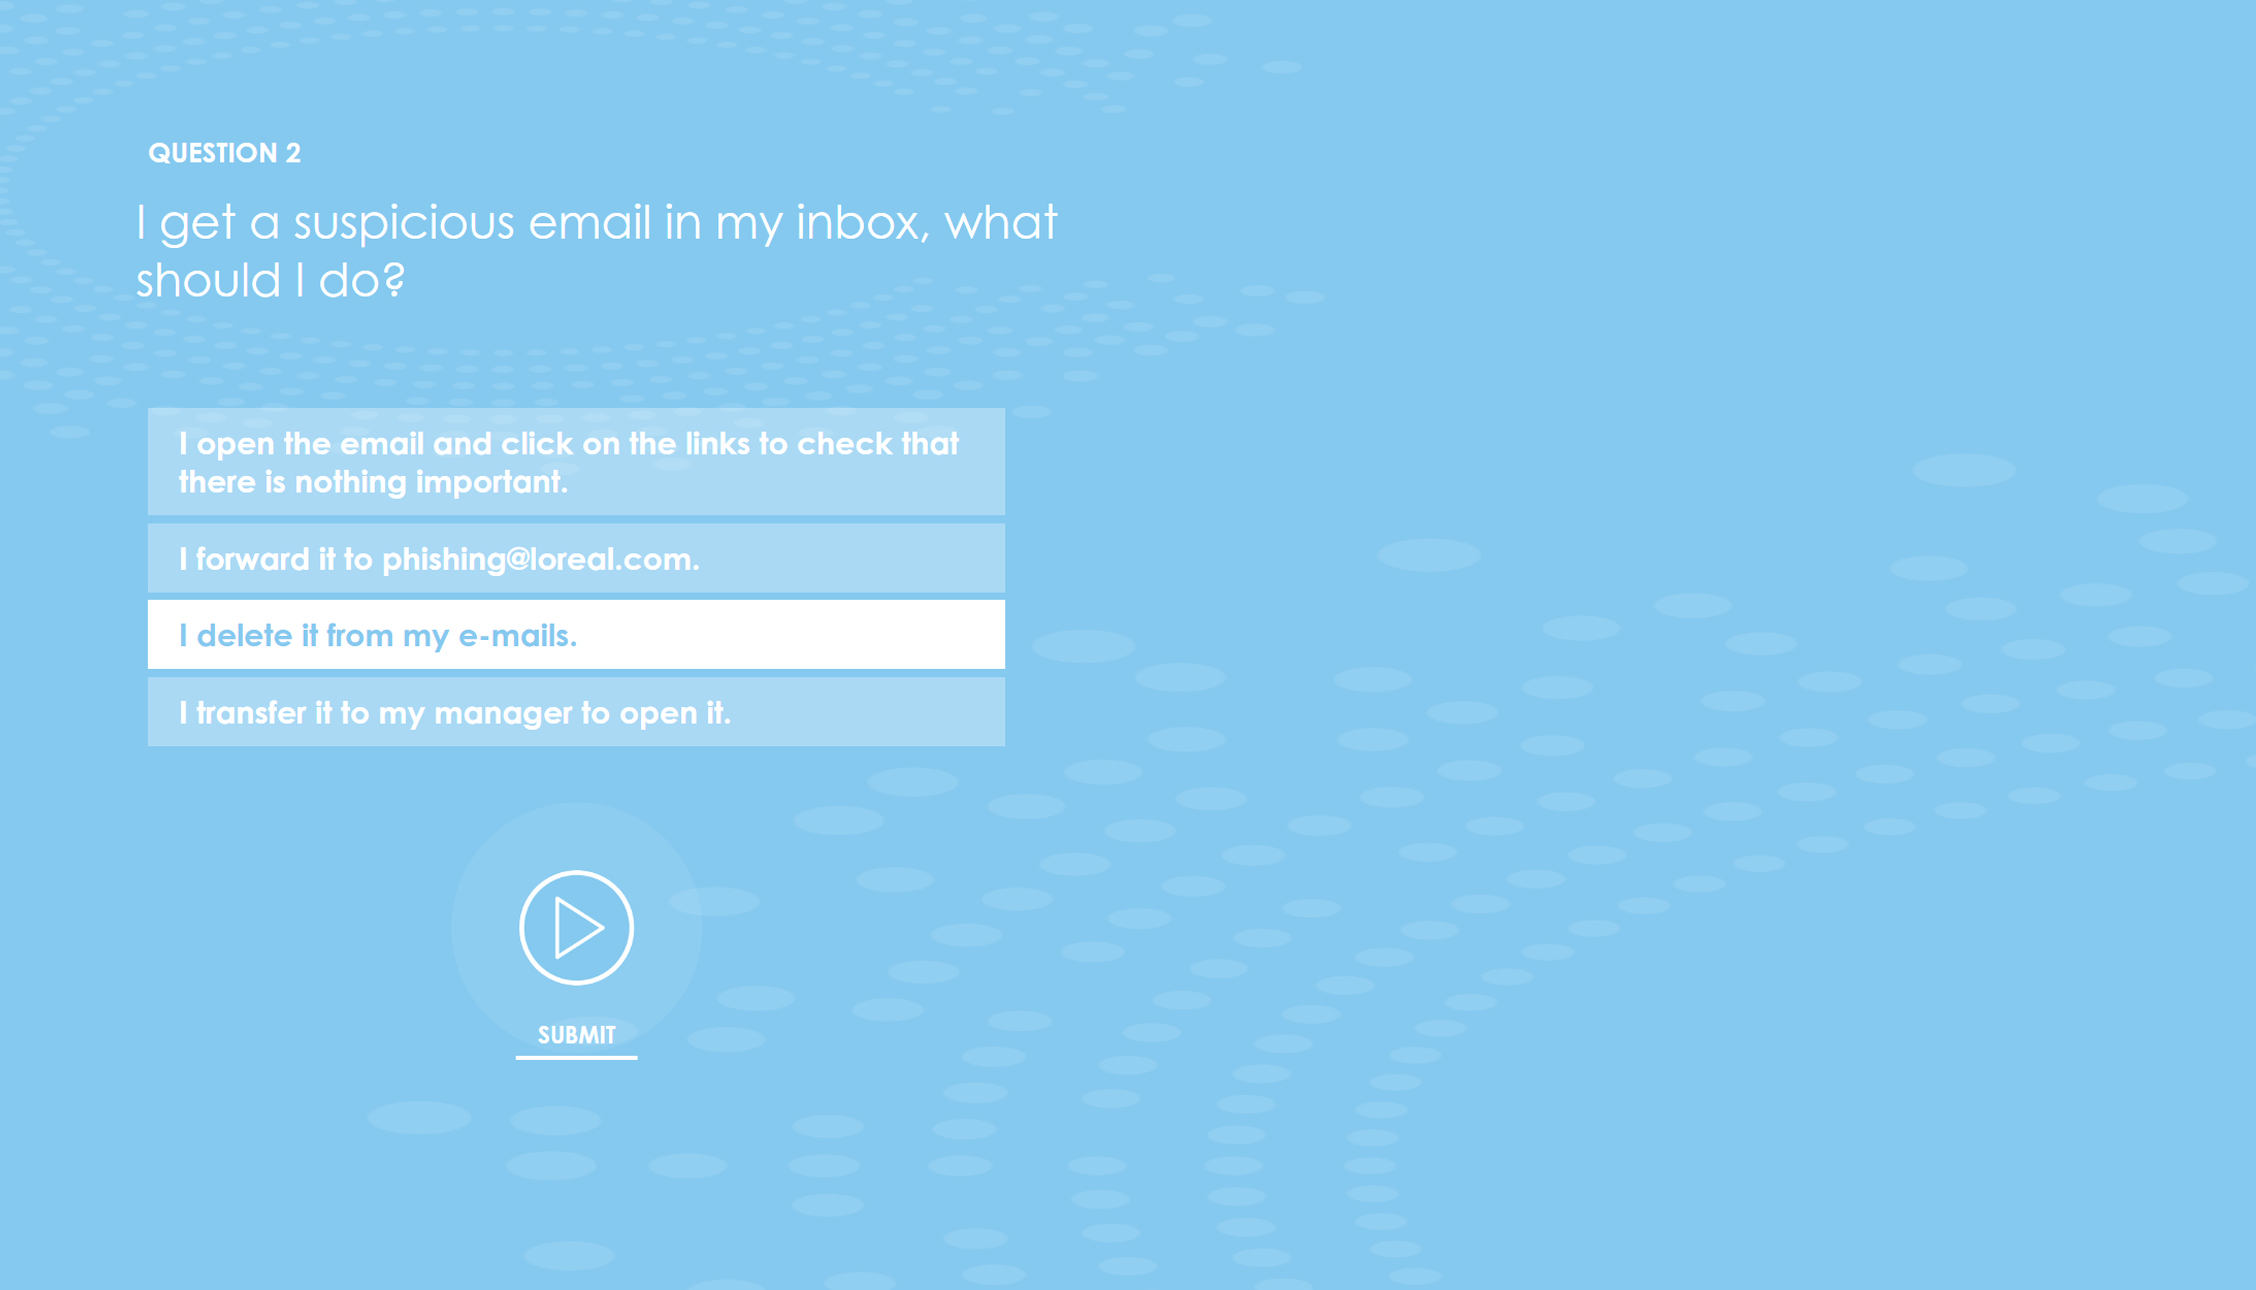 QUESTION 2
I get a suspicious email in my inbox, what
should I do?
I open the email and click on the links to check that
there is nothing important.
I forward it to phishing@loreal.com.
I delete it from my e-mails.
I transfer it to my manager to open it.
SUBMIT